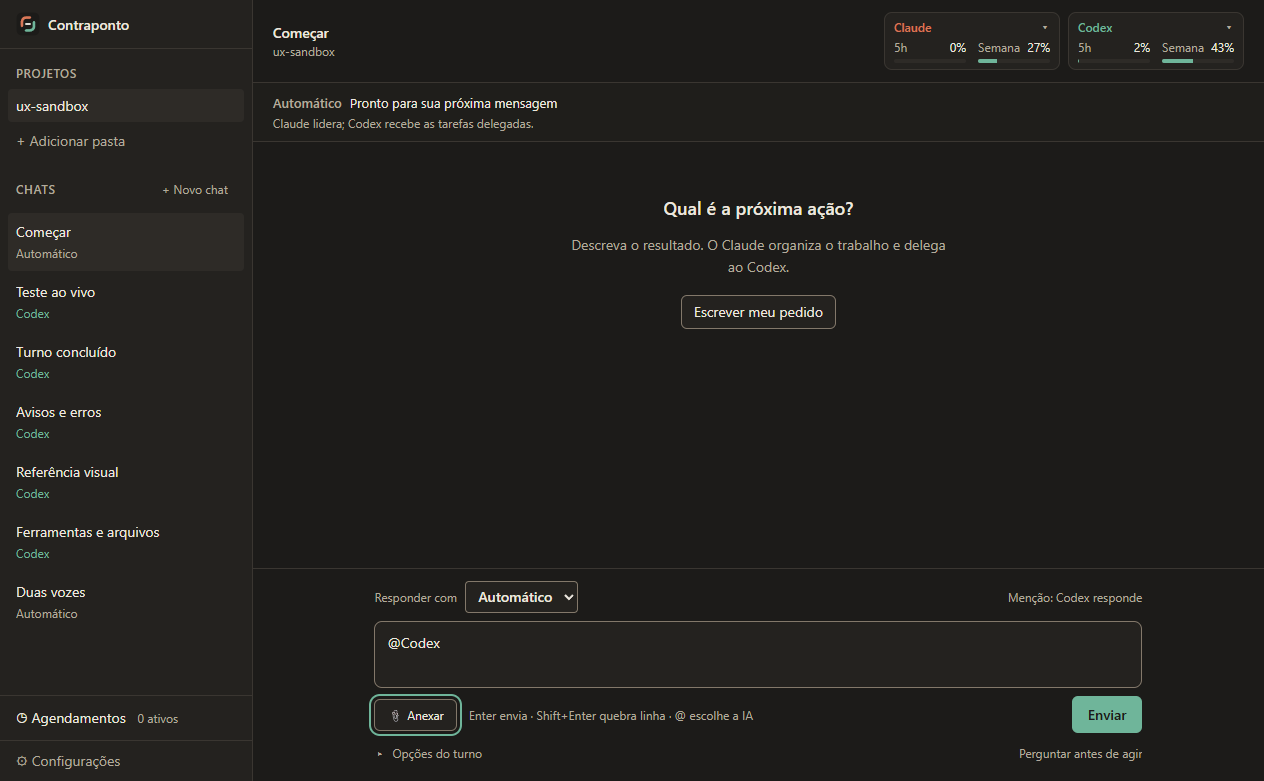 Contraponto
PROJETOS
ux-sandbox
+ Adicionar pasta
CHATS
+ Novo chat
Começar
Automático
Teste ao vivo
Codex
Turno concluído
Codex
Avisos e erros
Codex
Referência visual
Codex
Ferramentas e arquivos
Codex
Duas vozes
Automático
Agendamentos 0 ativos
Configurações
Começar
ux-sandbox
Claude
5h 0% Semana 27%
Codex
5h 2% Semana 43%
Automático Pronto para sua próxima mensagem
Claude lidera; Codex recebe as tarefas delegadas.
Qual é a próxima ação?
Descreva o resultado. O Claude organiza o trabalho e delega
ao Codex.
Escrever meu pedido
Responder com Automático
Menção: Codex responde
@Codex
Anexar
Enter envia · Shift+Enter quebra linha · @ escolhe a IA
Enviar
Opções do turno
Perguntar antes de agir